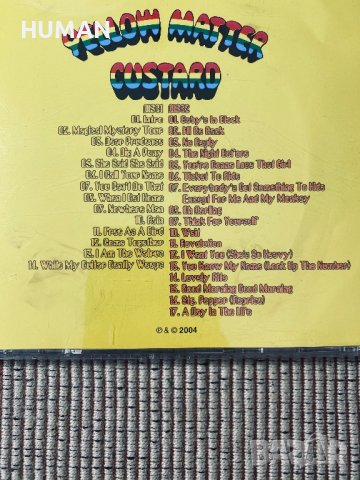 HUMAN
YELLOW MATTER
CUSTARD
DISC1
01. Intro
02. Magical Mystery Tour
03. Dear Prudence
04. Dig A Pony
05. She Said She Said
06. I Call Your Name
07. You Can't Do That
08. When I Get Home
09. Nowhere Man
10. Rain
11. Free As A Bird
12. Come Together
13. I Am The Walrus
14. While My Guitar Gently Weeps
DISC2
01. Baby's In Black
02. I'll Be Back
03. No Reply
04. The Night Before
05. You're Gonna Lose That Girl
06. Ticket To Ride
07. Everybody's Got Something To Hide
Except For Me And My Monkey
08. Oh Darling
09. Think For Yourself
10. Wait
11. Revolution
12. I Want You (She's So Heavy)
13. You Know My Name (Look Up The Number)
14. Lovely Rita
15. Good Morning Good Morning
16. Sgt. Pepper (Reprise)
17. A Day In The Life
℗ & © 2004
BAZAR